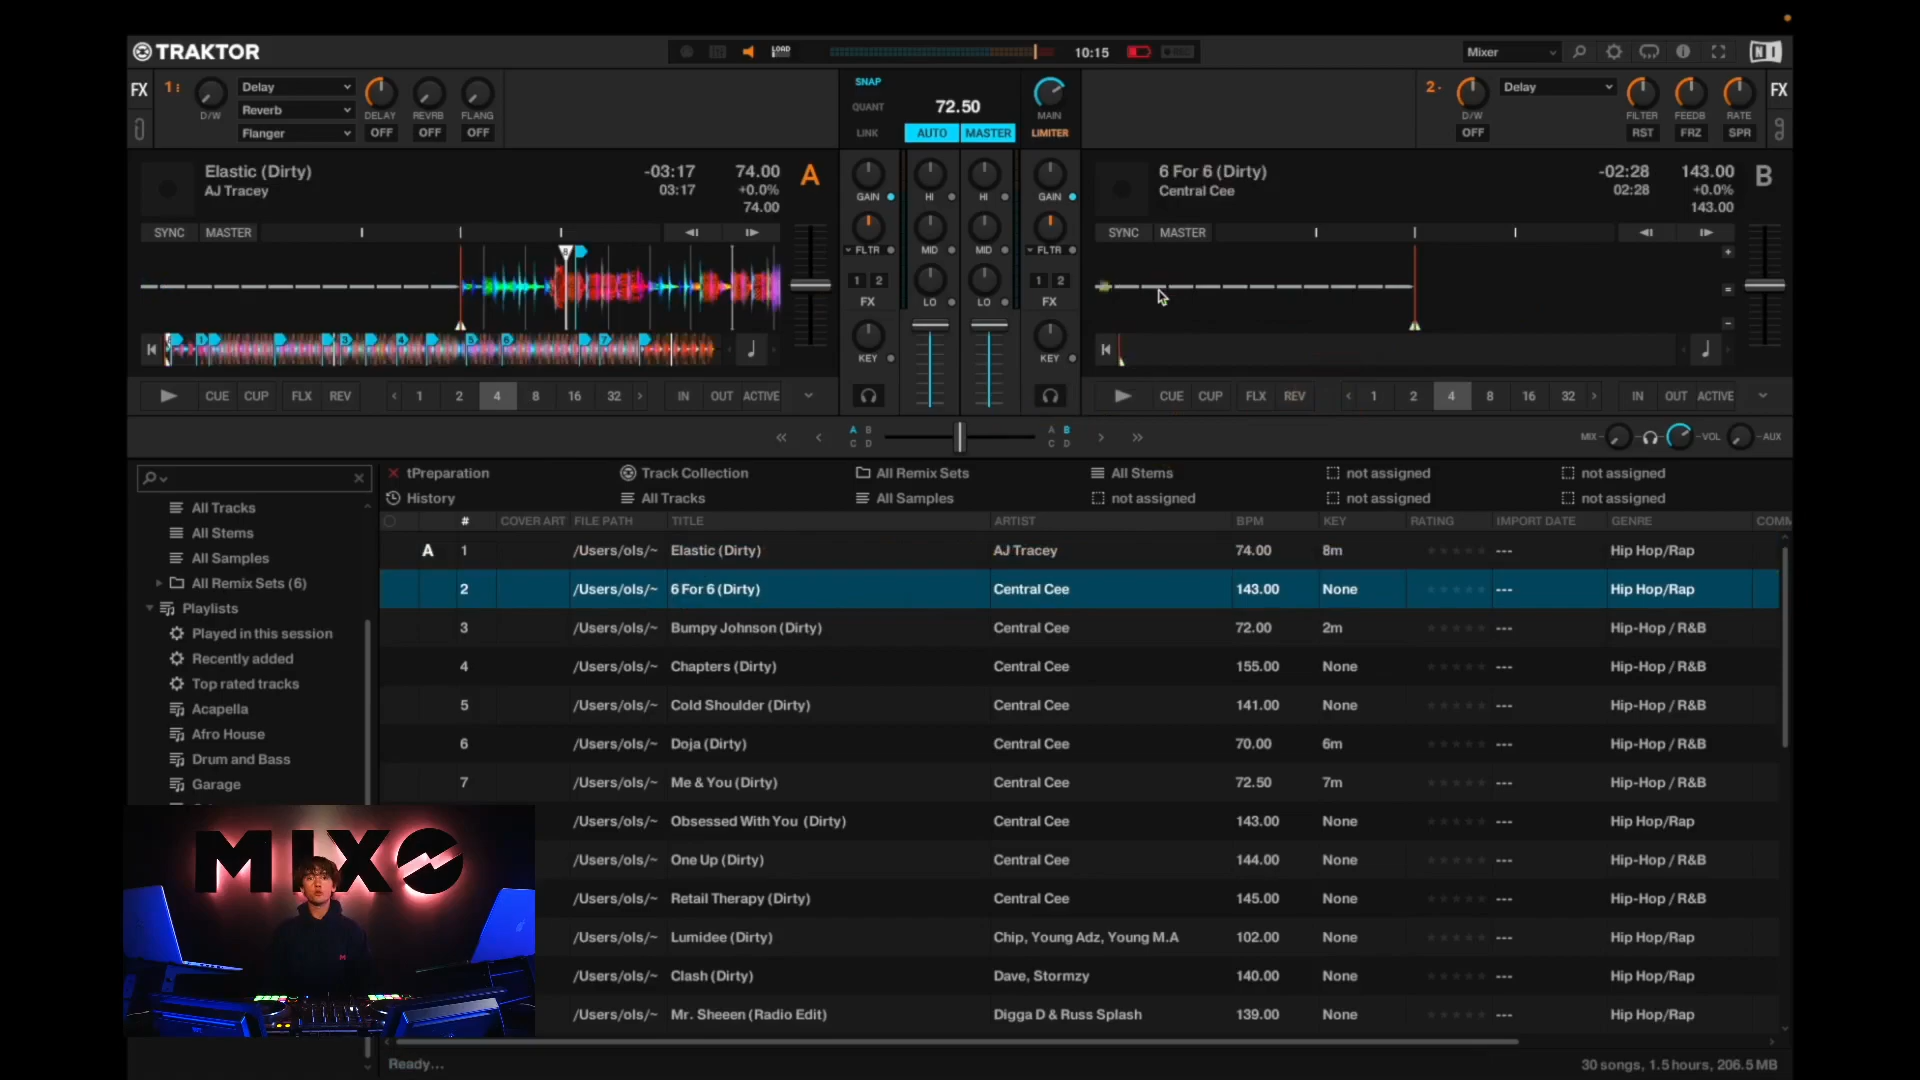 TRAKTOR
LOAD
10:15
Mixer
FX
1
D/W
Delay
Reverb
Flanger
DELAY
REVRB
FLANG
OFF
OFF
OFF
SNAP
QUANT
LINK
72.50
AUTO
MASTER
MAIN
LIMITER
2
D/W
OFF
Delay
FILTER
FEEDB
RATE
RST
FRZ
SPR
FX
Elastic (Dirty)
AJ Tracey
-03:17
03:17
74.00
+0.0%
74.00
A
SYNC
MASTER
1
3
4
5
6
7
CUE
CUP
FLX
REV
1
2
4
8
16
32
IN
OUT
ACTIVE
GAIN
HI
HI
GAIN
FLTR
MID
MID
FLTR
1 2
FX
LO
LO
1 2
FX
KEY
KEY
6 For 6 (Dirty)
Central Cee
-02:28
02:28
143.00
+0.0%
143.00
B
SYNC
MASTER
CUE
CUP
FLX
REV
1
2
4
8
16
32
IN
OUT
ACTIVE
A B
C D
A B
C D
MIX
VOL
AUX
tPreparation
Track Collection
All Remix Sets
All Stems
not assigned
not assigned
History
All Tracks
All Samples
not assigned
not assigned
not assigned
All Tracks
All Stems
All Samples
All Remix Sets (6)
Playlists
Played in this session
Recently added
Top rated tracks
Acapella
Afro House
Drum and Bass
Garage
# COVER ART FILE PATH TITLE ARTIST BPM KEY RATING IMPORT DATE GENRE COMM
A 1 /Users/ols/~ Elastic (Dirty) AJ Tracey 74.00 8m --- Hip Hop/Rap
2 /Users/ols/~ 6 For 6 (Dirty) Central Cee 143.00 None --- Hip Hop/Rap
3 /Users/ols/~ Bumpy Johnson (Dirty) Central Cee 72.00 2m --- Hip-Hop / R&B
4 /Users/ols/~ Chapters (Dirty) Central Cee 155.00 None --- Hip-Hop / R&B
5 /Users/ols/~ Cold Shoulder (Dirty) Central Cee 141.00 None --- Hip-Hop / R&B
6 /Users/ols/~ Doja (Dirty) Central Cee 70.00 6m --- Hip-Hop / R&B
7 /Users/ols/~ Me & You (Dirty) Central Cee 72.50 7m --- Hip Hop/Rap
/Users/ols/~ Obsessed With You (Dirty) Central Cee 143.00 None --- Hip Hop/Rap
/Users/ols/~ One Up (Dirty) Central Cee 144.00 None --- Hip-Hop / R&B
/Users/ols/~ Retail Therapy (Dirty) Central Cee 145.00 None --- Hip-Hop / R&B
/Users/ols/~ Lumidee (Dirty) Chip, Young Adz, Young M.A 102.00 None --- Hip Hop/Rap
/Users/ols/~ Clash (Dirty) Dave, Stormzy 140.00 None --- Hip Hop/Rap
/Users/ols/~ Mr. Sheeen (Radio Edit) Digga D & Russ Splash 139.00 None --- Hip Hop/Rap
MIXO
Ready...
30 songs, 1.5 hours, 206.5 MB